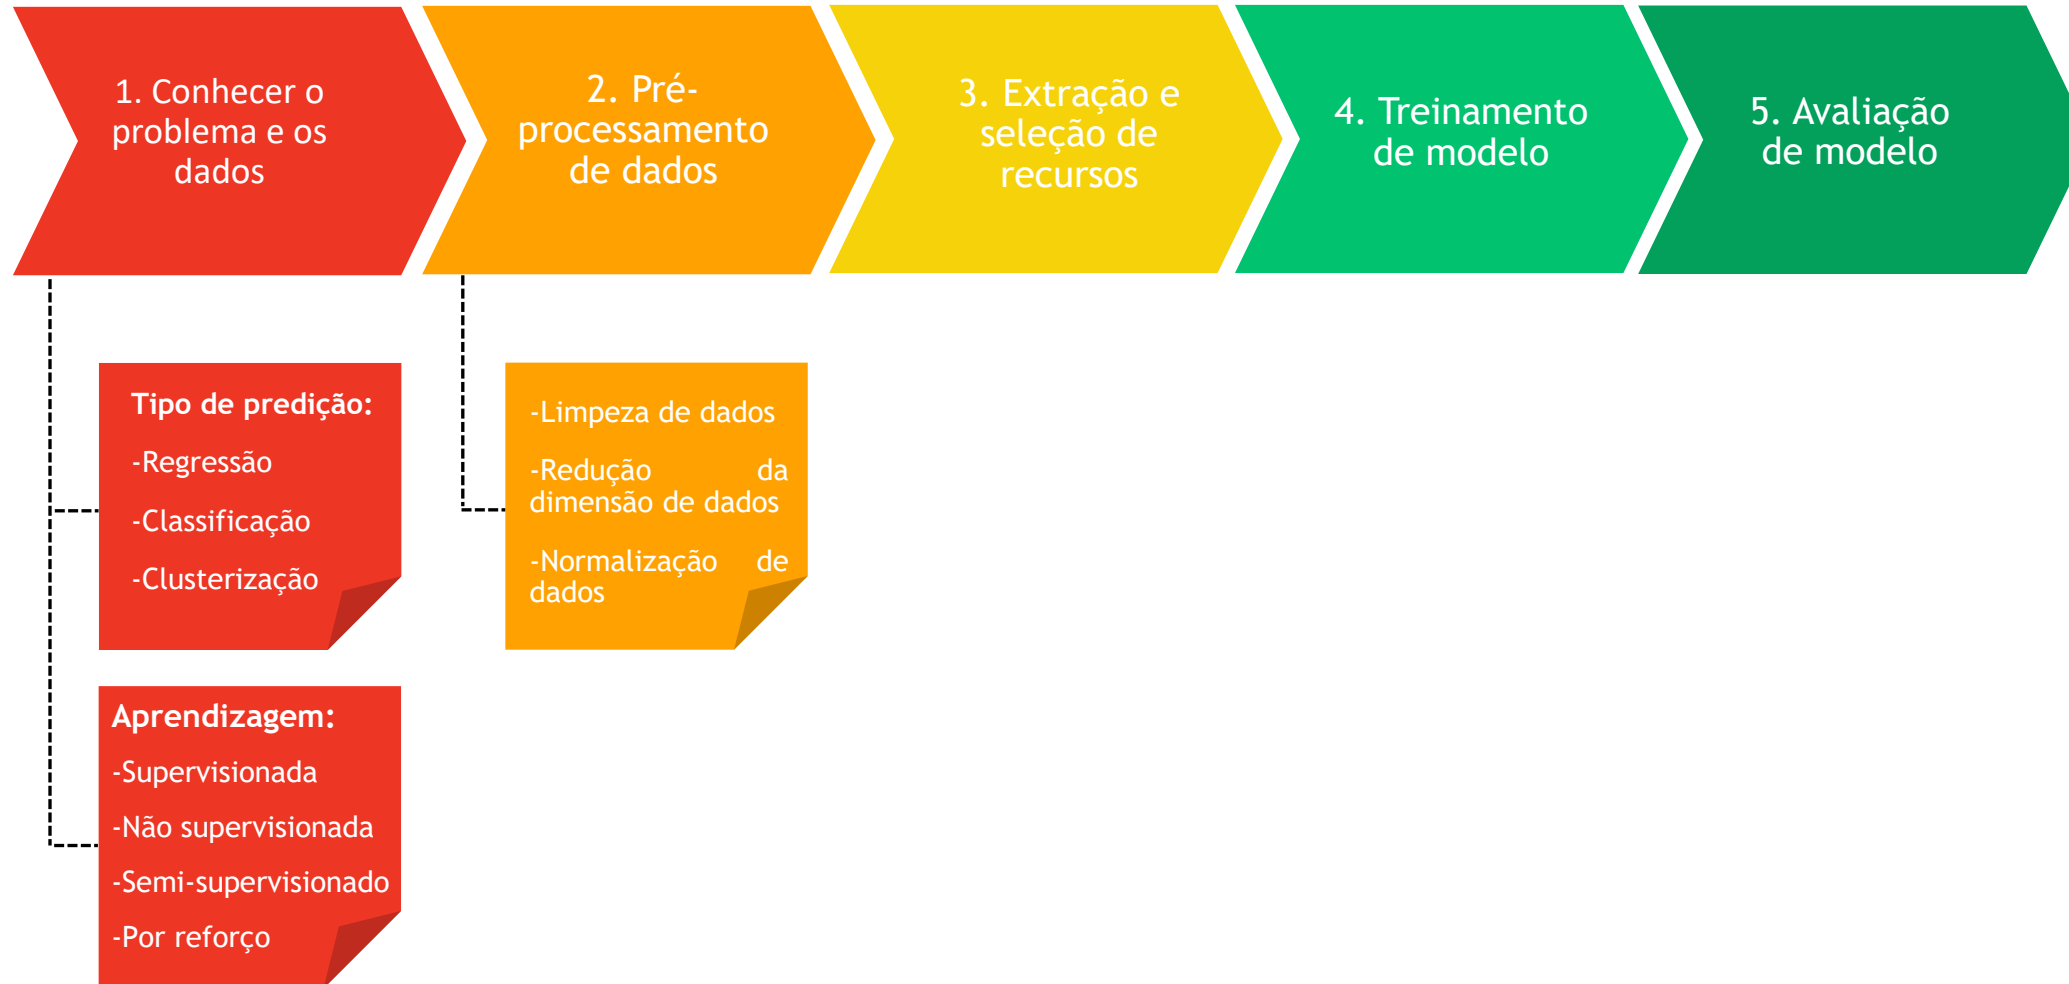 1. Conhecer o
problema e os
dados
2. Pré-
processamento
de dados
3. Extração e
seleção de
recursos
4. Treinamento
de modelo
5. Avaliação
de modelo
Tipo de predição:
-Regressão
-Classificação
-Clusterização
Aprendizagem:
-Supervisionada
-Não supervisionada
-Semi-supervisionado
-Por reforço
-Limpeza de dados
-Redução da
dimensão de dados
-Normalização de
dados